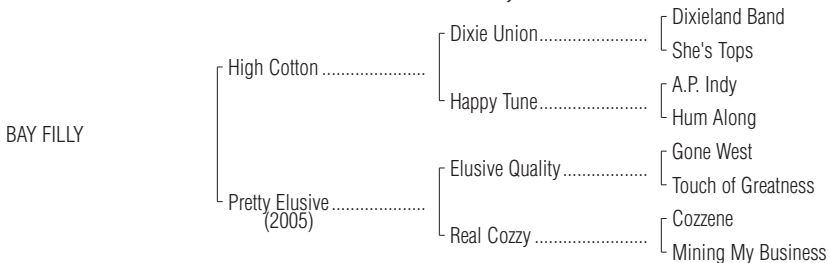 BAY FILLY
High Cotton ......................
Dixie Union.......................
Dixieland Band
She's Tops
Happy Tune.......................
A.P. Indy
Hum Along
Pretty Elusive ....................
(2005)
Elusive Quality ..................
Gone West
Touch of Greatness
Real Cozzy ........................
Cozzene
Mining My Business